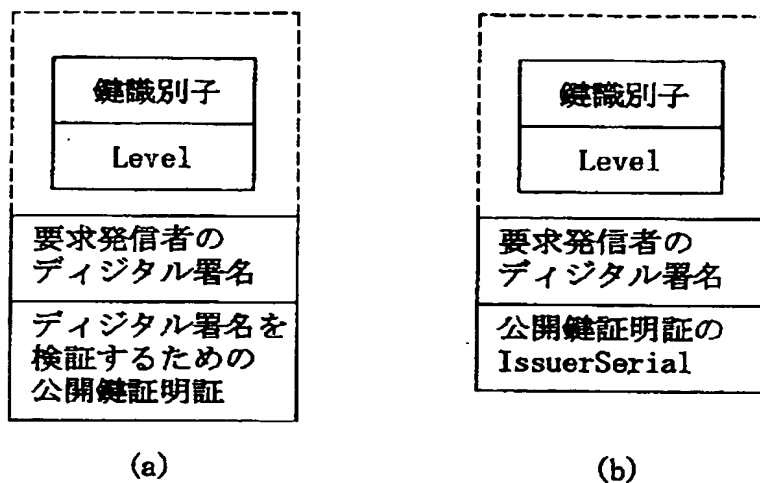 鍵識別子
Level
要求発信者の
ディジタル署名
ディジタル署名を
検証するための
公開鍵証明証
(a)
鍵識別子
Level
要求発信者の
ディジタル署名
公開鍵証明証の
IssuerSerial
(b)